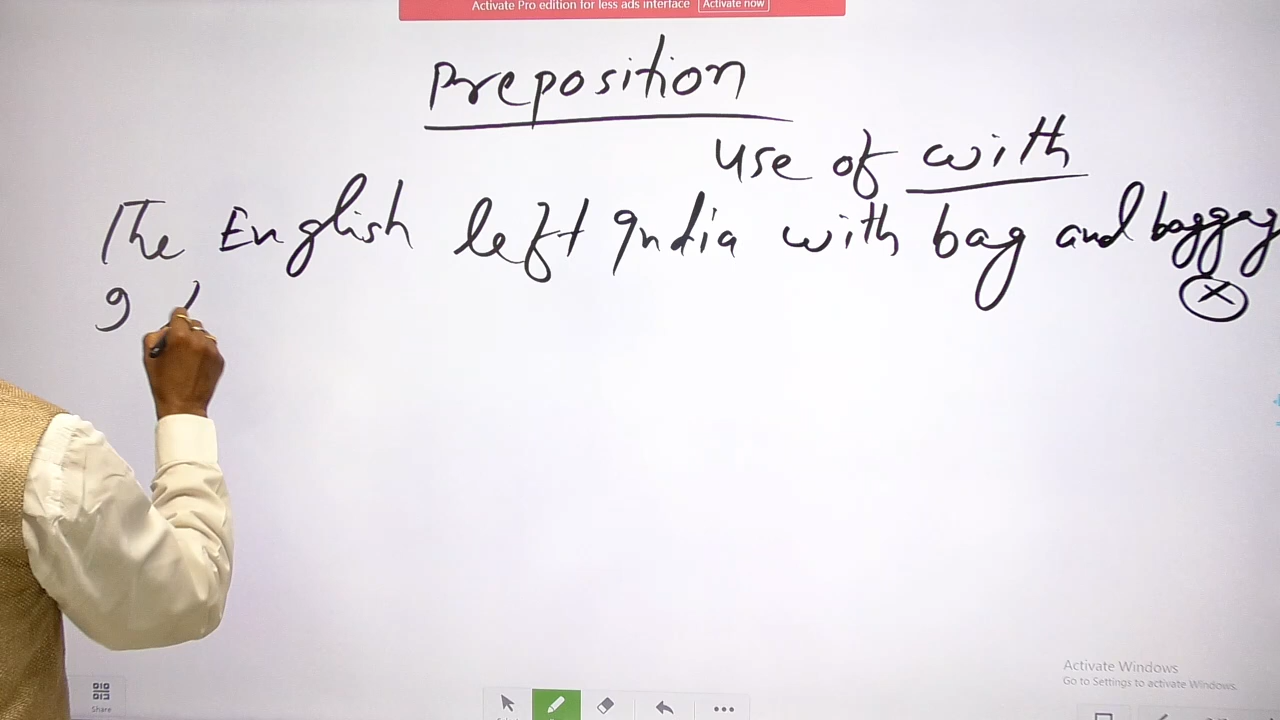 Activate Pro edition for less ads interface Activate now
Preposition
Use of with
The English left India with bag and baggag
Activate Windows
Go to Settings to activate Windows.
Share